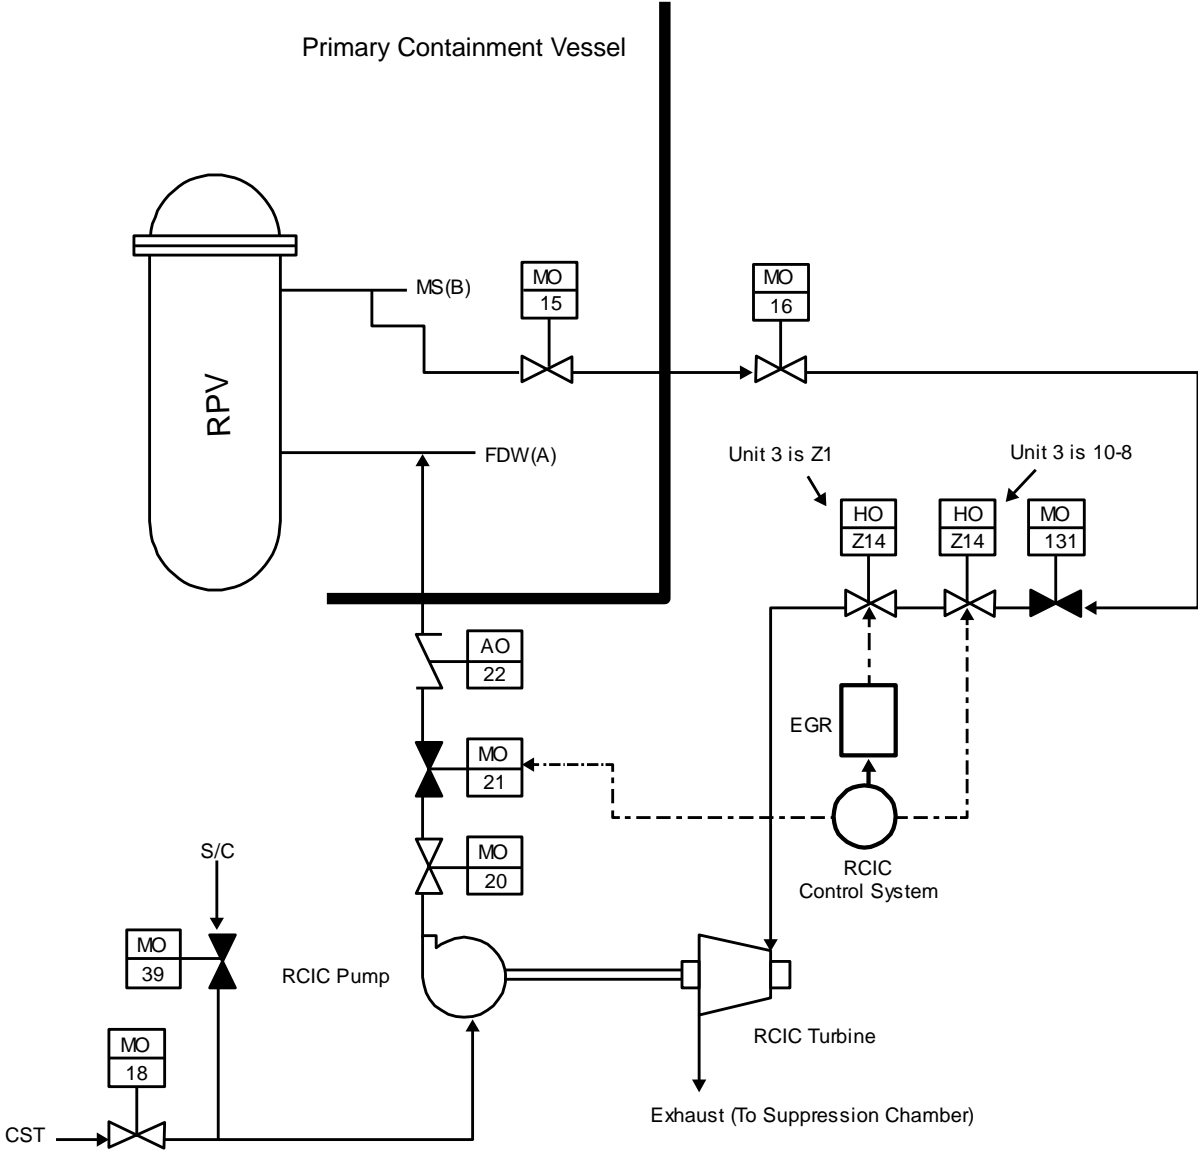 Primary Containment Vessel
MO
15
MO
16
MS(B)
RPV
FDW(A)
Unit 3 is Z1
Unit 3 is 10-8
HO
Z14
HO
Z14
MO
131
AO
22
EGR
MO
21
S/C
MO
20
RCIC
Control System
MO
39
RCIC Pump
RCIC Turbine
MO
18
Exhaust (To Suppression Chamber)
CST